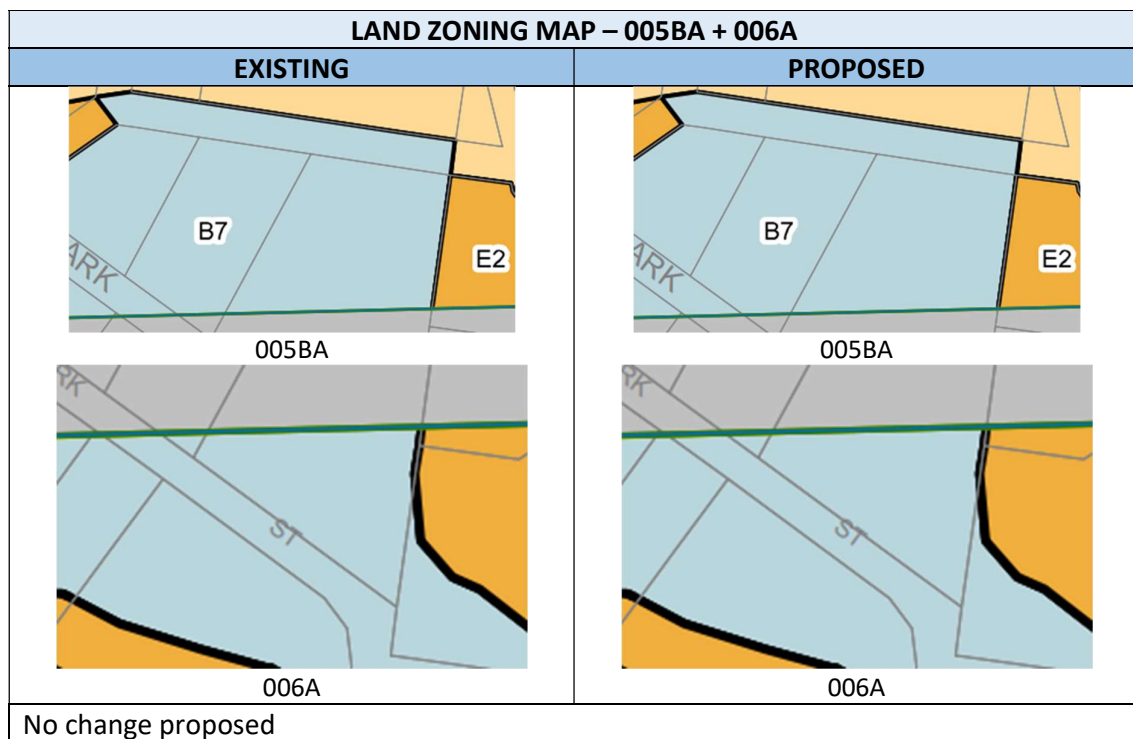 LAND ZONING MAP – 005BA + 006A
EXISTING
PROPOSED
B7
E2
ARK
005BA
B7
E2
ARK
005BA
RK
ST
006A
RK
ST
006A
No change proposed